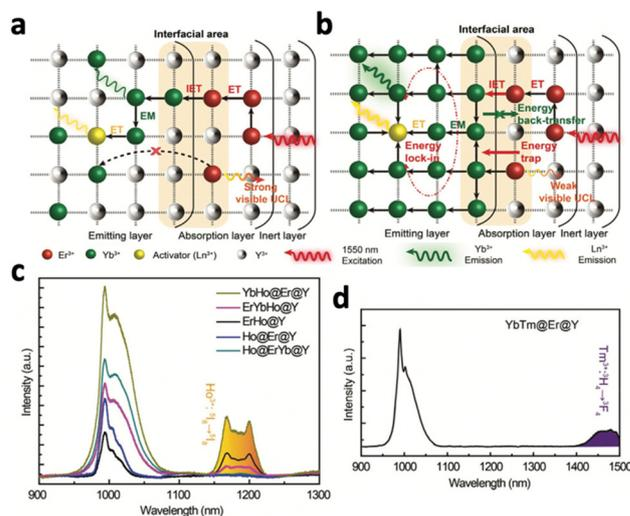 a
Interfacial area
IET
ET
EM
ET
Strong
visible UCL
Emitting layer
Absorption layer
Inert layer
b
Interfacial area
IET
ET
Energy
back-transfer
ET
EM
Energy
lock-in
Energy
trap
Weak
visible UCL
Emitting layer
Absorption layer
Inert layer
Er³⁺
Yb³⁺
Activator (Ln³⁺)
Y³⁺
1550 nm
Excitation
Yb³⁺
Emission
Ln³⁺
Emission
c
YbHo@Er@Y
ErYbHo@Y
ErHo@Y
Ho@Er@Y
Ho@ErYb@Y
Intensity (a.u.)
900 1000 1100 1200 1300
Wavelength (nm)
d
YbTm@Er@Y
Tm³⁺:³H₄→³F₄
Intensity (a.u.)
900 1000 1100 1200 1300 1400 1500
Wavelength (nm)